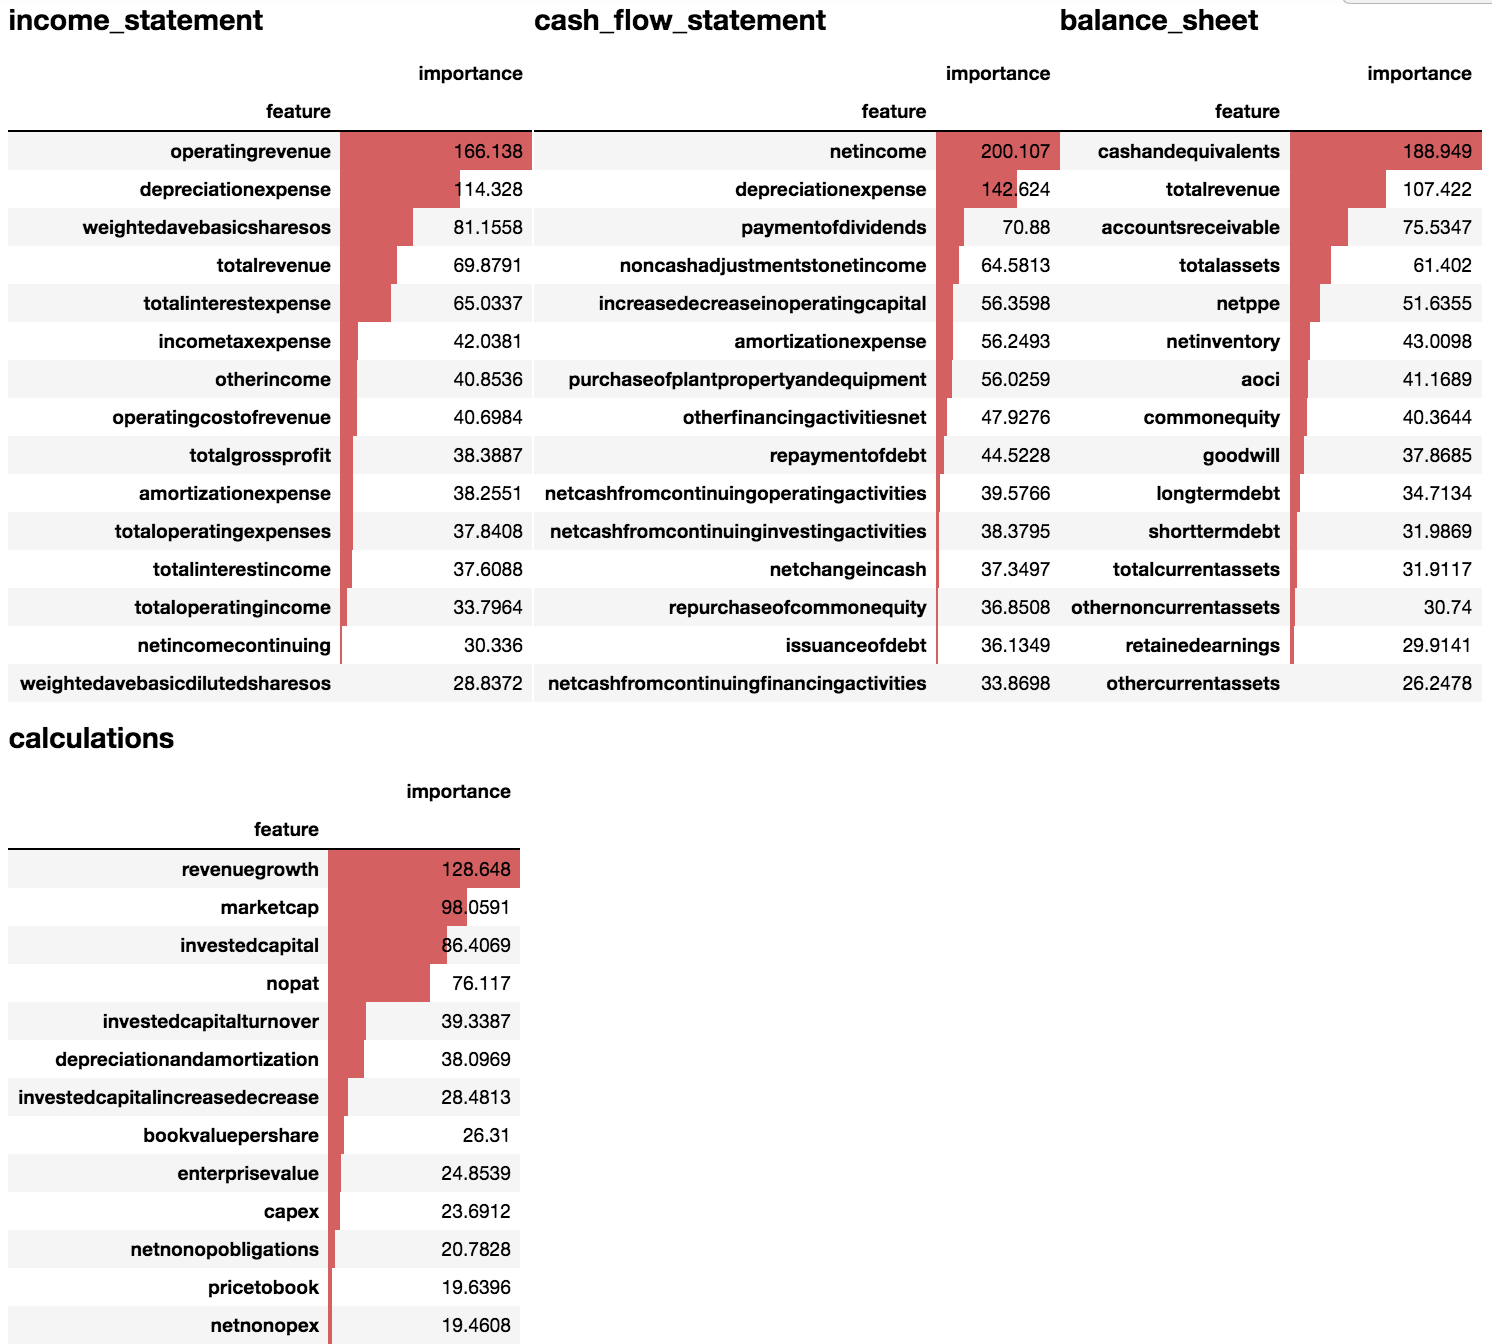 income_statement cash_flow_statement balance_sheet
importance importance importance
feature feature feature
operatingrevenue 166.138 netincome 200.107 cashandequivalents 188.949
depreciationexpense 114.328 depreciationexpense 142.624 totalrevenue 107.422
weightedavebasicsharesos 81.1558 paymentofdividends 70.88 accountsreceivable 75.5347
totalrevenue 69.8791 noncashadjustmentstonetincome 64.5813 totalassets 61.402
totalinterestexpense 65.0337 increasedecreaseinoperatingcapital 56.3598 netppe 51.6355
incometaxexpense 42.0381 amortizationexpense 56.2493 netinventory 43.0098
otherincome 40.8536 purchaseofplantpropertyandequipment 56.0259 aoci 41.1689
operatingcostofrevenue 40.6984 otherfinancingactivitiesnet 47.9276 commonequity 40.3644
totalgrossprofit 38.3887 repaymentofdebt 44.5228 goodwill 37.8685
amortizationexpense 38.2551 netcashfromcontinuingoperatingactivities 39.5766 longtermdebt 34.7134
totaloperatingexpenses 37.8408 netcashfromcontinuinginvestingactivities 38.3795 shorttermdebt 31.9869
totalinterestincome 37.6088 netchangeincash 37.3497 totalcurrentassets 31.9117
totaloperatingincome 33.7964 repurchaseofcommonequity 36.8508 othernoncurrentassets 30.74
netincomecontinuing 30.336 issuanceofdebt 36.1349 retainedearnings 29.9141
weightedavebasicdilutedsharesos 28.8372 netcashfromcontinuingfinancingactivities 33.8698 othercurrentassets 26.2478
calculations
importance
feature
revenuegrowth 128.648
marketcap 98.0591
investedcapital 86.4069
nopat 76.117
investedcapitalturnover 39.3387
depreciationandamortization 38.0969
investedcapitalincreasedecrease 28.4813
bookvaluepershare 26.31
enterprisevalue 24.8539
capex 23.6912
netnonopobligations 20.7828
pricetobook 19.6396
netnonopex 19.4608